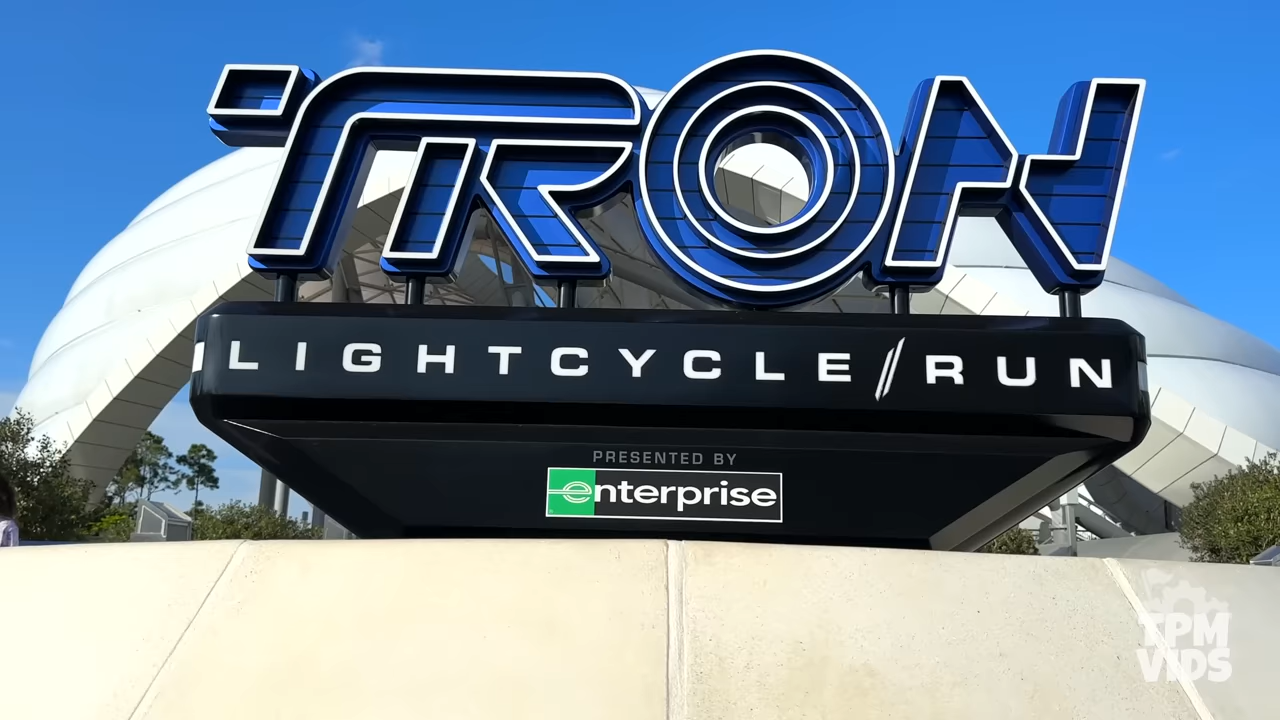 TRON
LIGHTCYCLE//RUN
PRESENTED BY
enterprise
TPM
VIDS